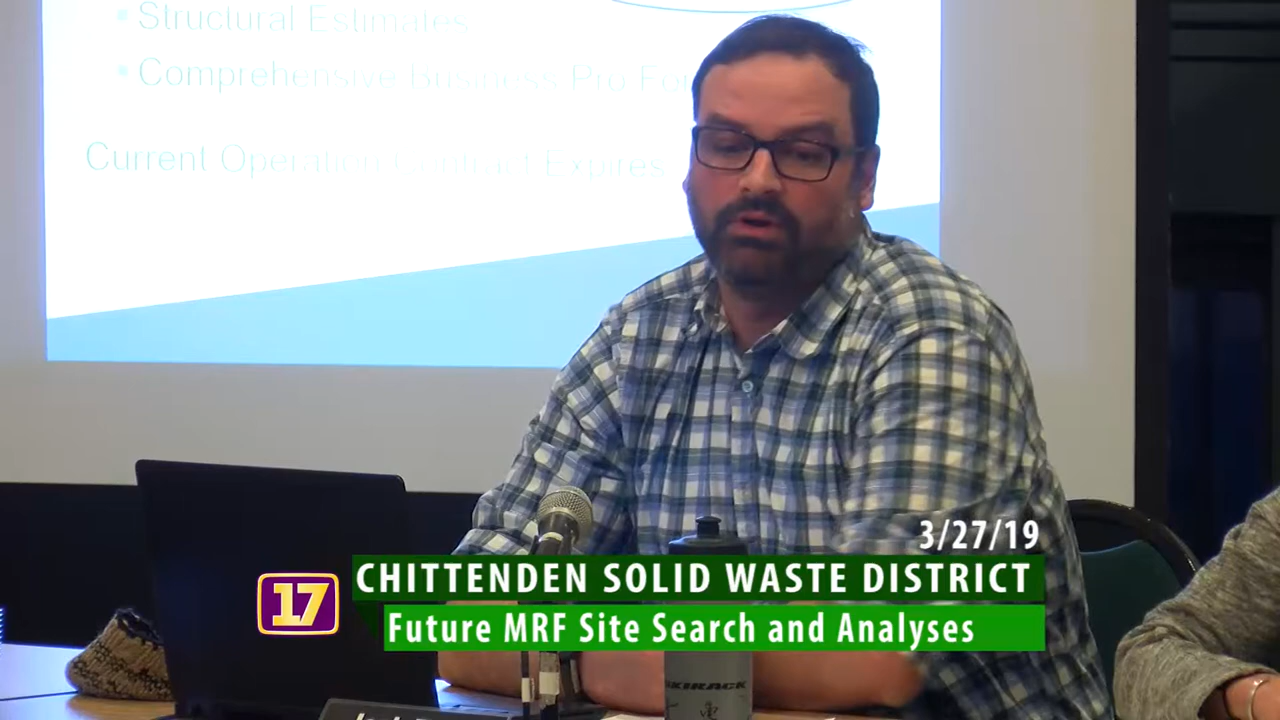 Structural Estimates
Comprehensive Business Pro
Current Operation Contract Expires
3/27/19
17
CHITTENDEN SOLID WASTE DISTRICT
Future MRF Site Search and Analyses
SKIRACK